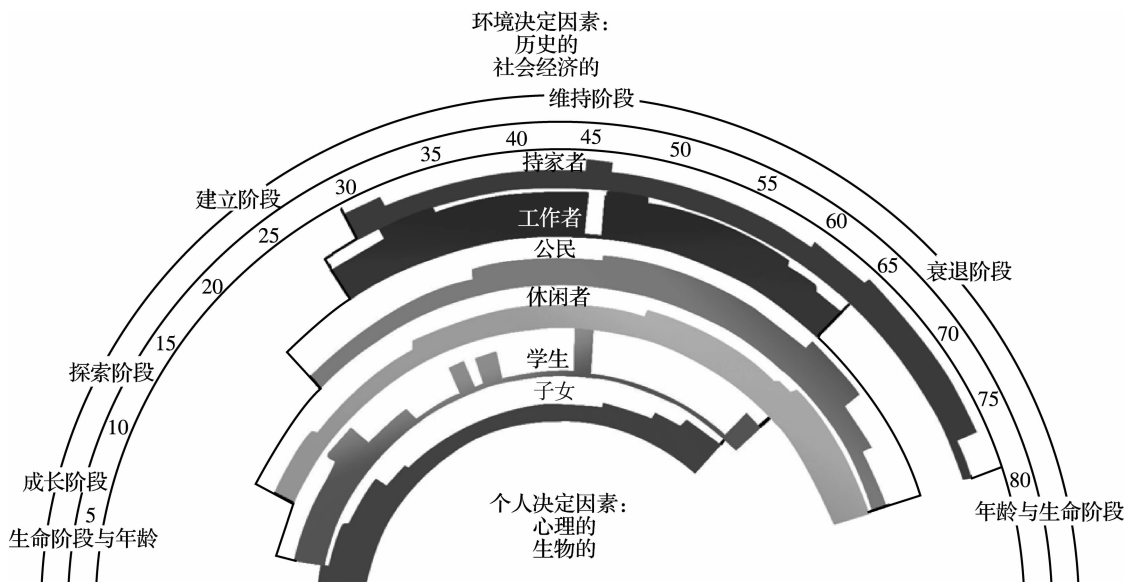 环境决定因素：
历史的
社会经济的
维持阶段
40
45
35
50
持家者
30
55
建立阶段
工作者
60
25
公民
65
衰退阶段
20
休闲者
70
15
学生
探索阶段
子女
75
10
成长阶段
80
5
个人决定因素：
心理的
生物的
生命阶段与年龄
年龄与生命阶段